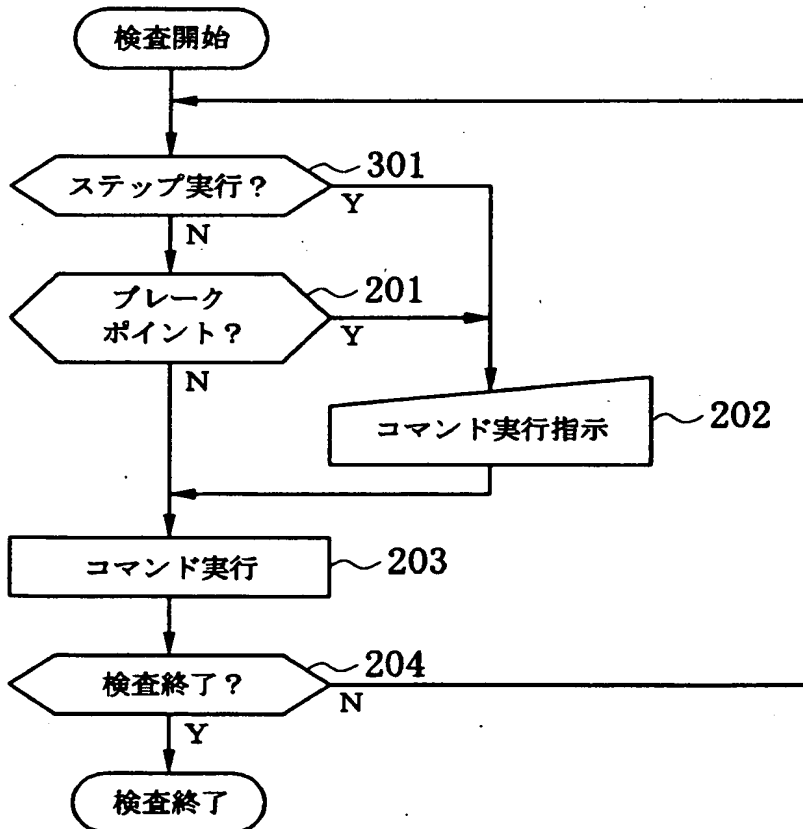 検査開始
301
ステップ実行?
Y
N
201
ブレーク
ポイント?
Y
N
202
コマンド実行指示
203
コマンド実行
204
検査終了?
N
Y
検査終了